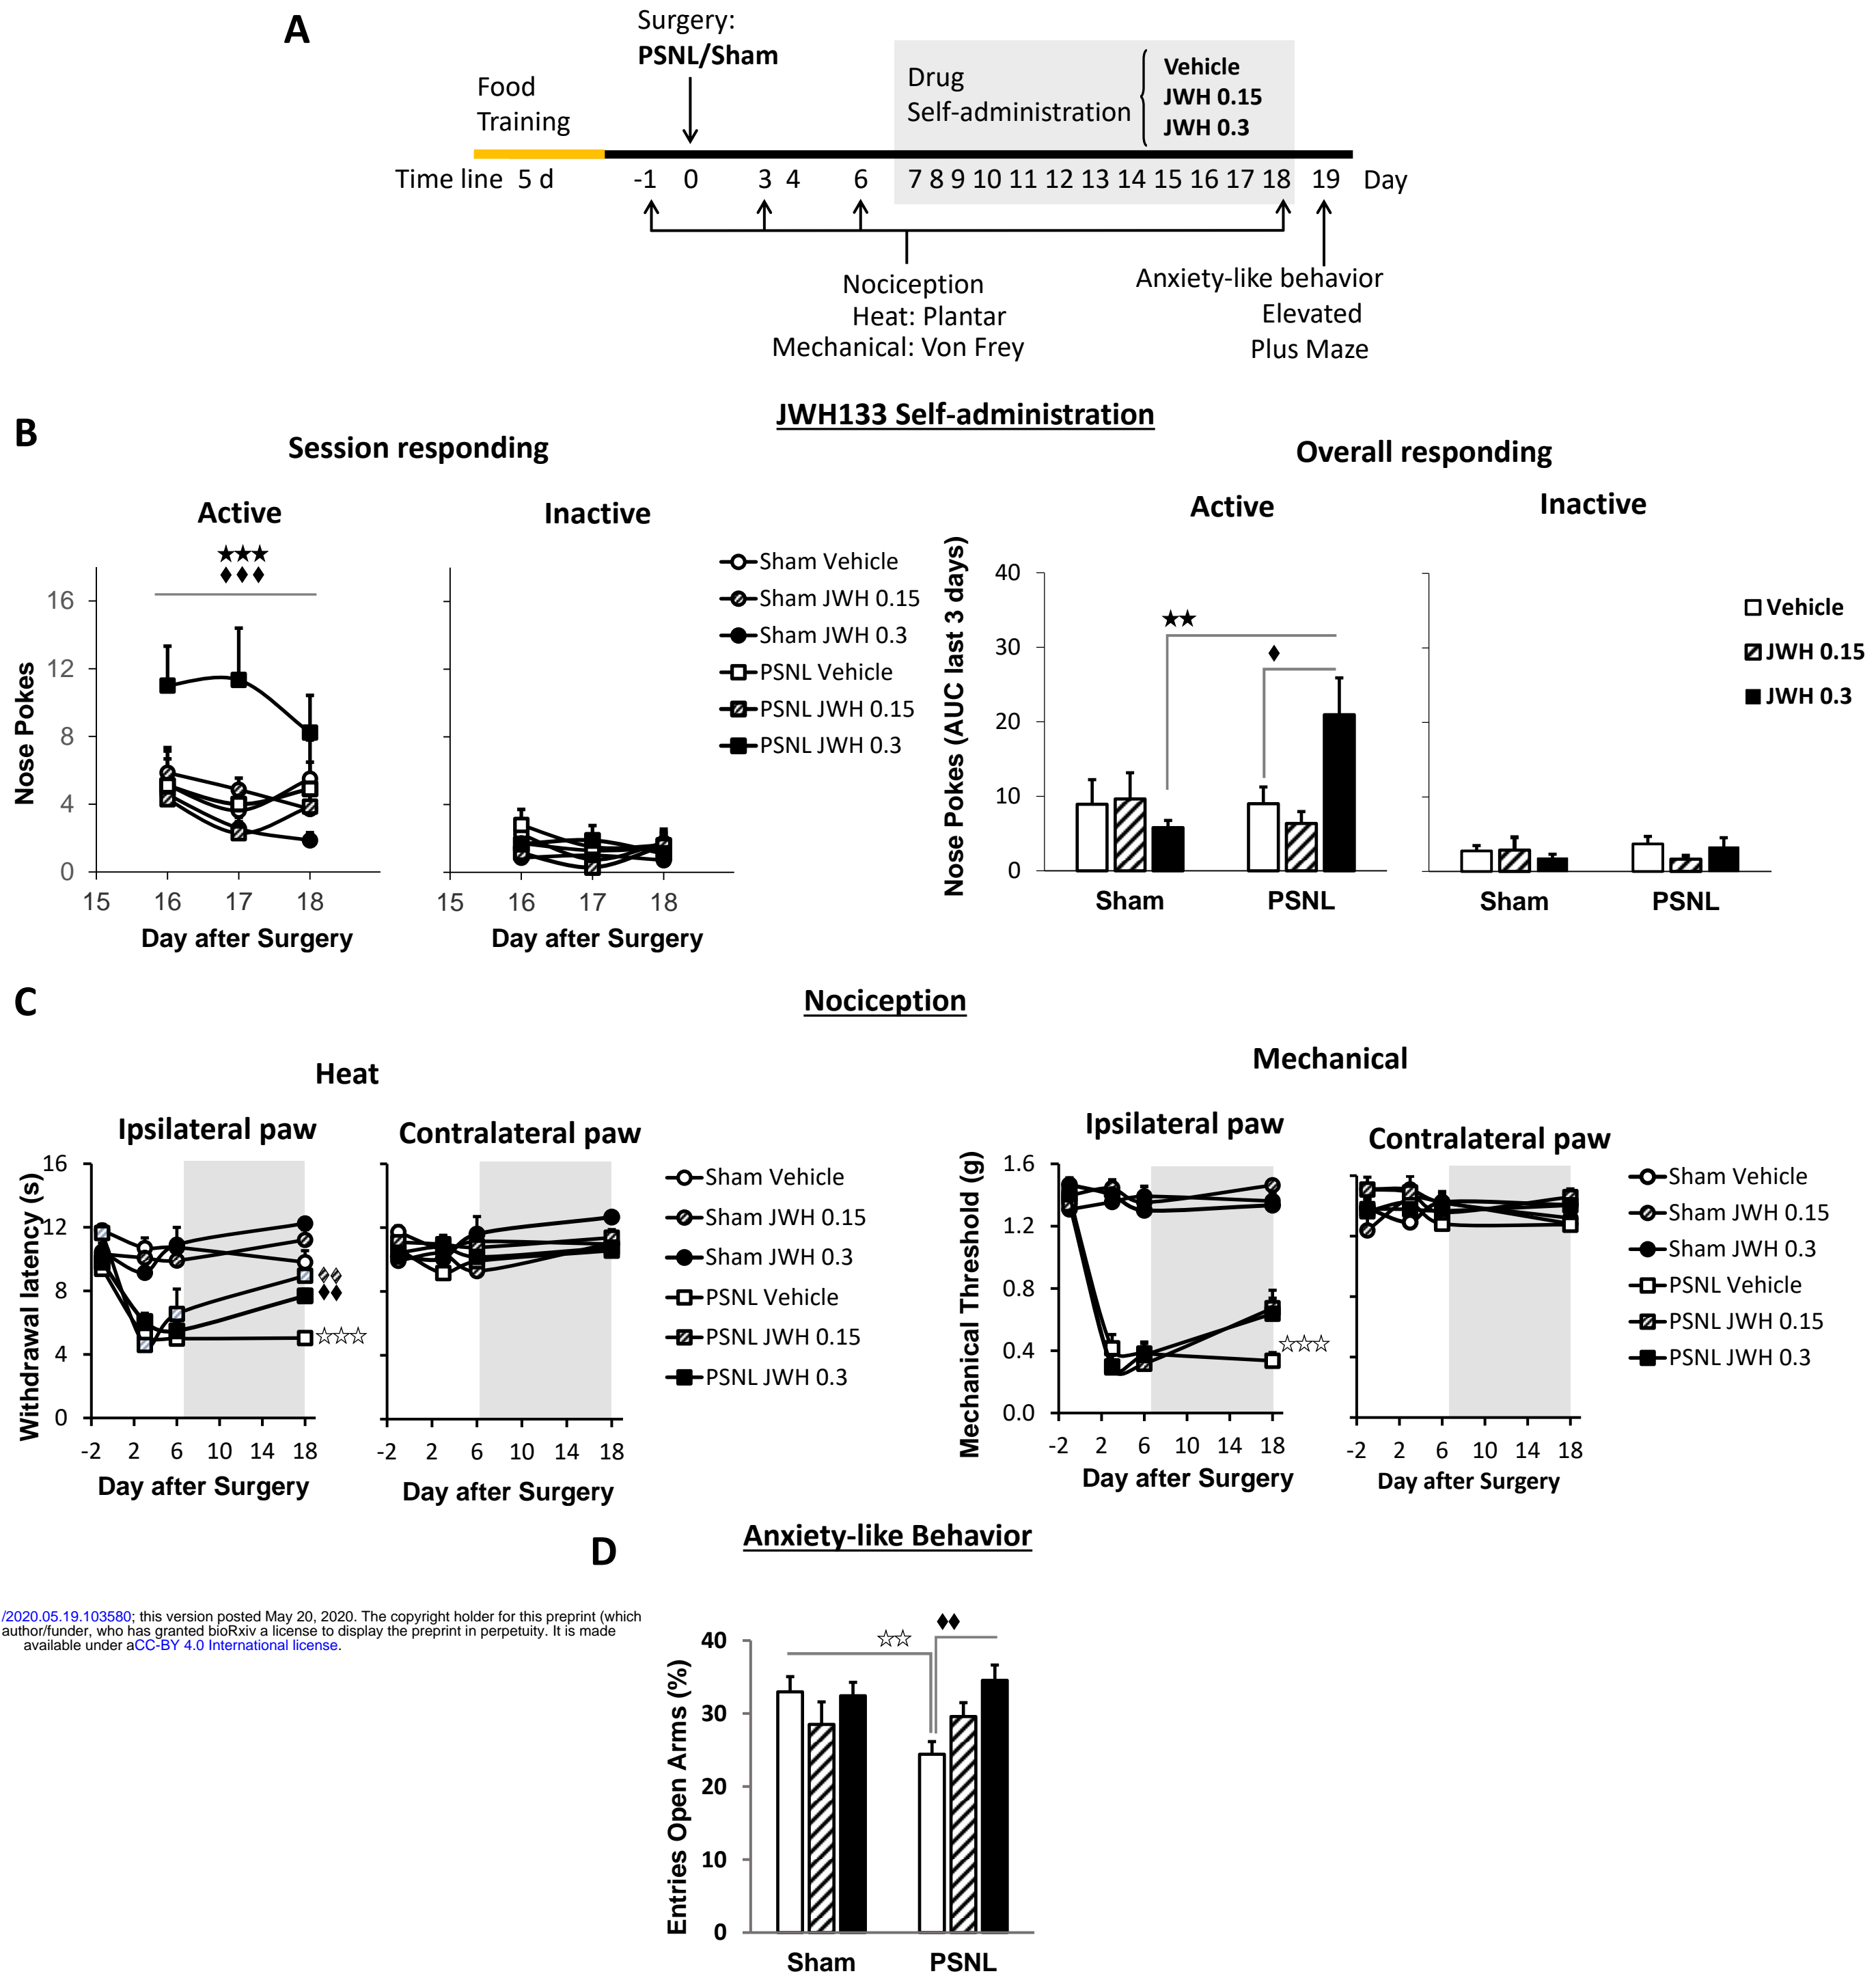 A
Surgery:
PSNL/Sham
Food
Training
Drug
Self-administration
Vehicle
JWH 0.15
JWH 0.3
Time line 5 d -1 0 3 4 6 7 8 9 10 11 12 13 14 15 16 17 18 19 Day
Nociception
Heat: Plantar
Mechanical: Von Frey
Anxiety-like behavior
Elevated
Plus Maze
JWH133 Self-administration
B
Session responding
Overall responding
Active
Inactive
Active
Inactive
★★★
♦♦♦
Nose Pokes
16
12
8
4
0
15 16 17 18
Day after Surgery
15 16 17 18
Day after Surgery
Sham Vehicle
Sham JWH 0.15
Sham JWH 0.3
PSNL Vehicle
PSNL JWH 0.15
PSNL JWH 0.3
Nose Pokes (AUC last 3 days)
40
30
20
10
0
★★
♦
Sham PSNL
Sham PSNL
Vehicle
JWH 0.15
JWH 0.3
C
Nociception
Heat
Mechanical
Ipsilateral paw
Contralateral paw
Withdrawal latency (s)
16
12
8
4
0
-2 2 6 10 14 18
Day after Surgery
☆☆☆
♦♦
-2 2 6 10 14 18
Day after Surgery
Sham Vehicle
Sham JWH 0.15
Sham JWH 0.3
PSNL Vehicle
PSNL JWH 0.15
PSNL JWH 0.3
Ipsilateral paw
Contralateral paw
Mechanical Threshold (g)
1.6
1.2
0.8
0.4
0.0
☆☆☆
-2 2 6 10 14 18
Day after Surgery
-2 2 6 10 14 18
Day after Surgery
Sham Vehicle
Sham JWH 0.15
Sham JWH 0.3
PSNL Vehicle
PSNL JWH 0.15
PSNL JWH 0.3
D
Anxiety-like Behavior
/2020.05.19.103580; this version posted May 20, 2020. The copyright holder for this preprint (which
author/funder, who has granted bioRxiv a license to display the preprint in perpetuity. It is made
available under aCC-BY 4.0 International license.
Entries Open Arms (%)
40
30
20
10
0
☆☆
♦♦
Sham PSNL